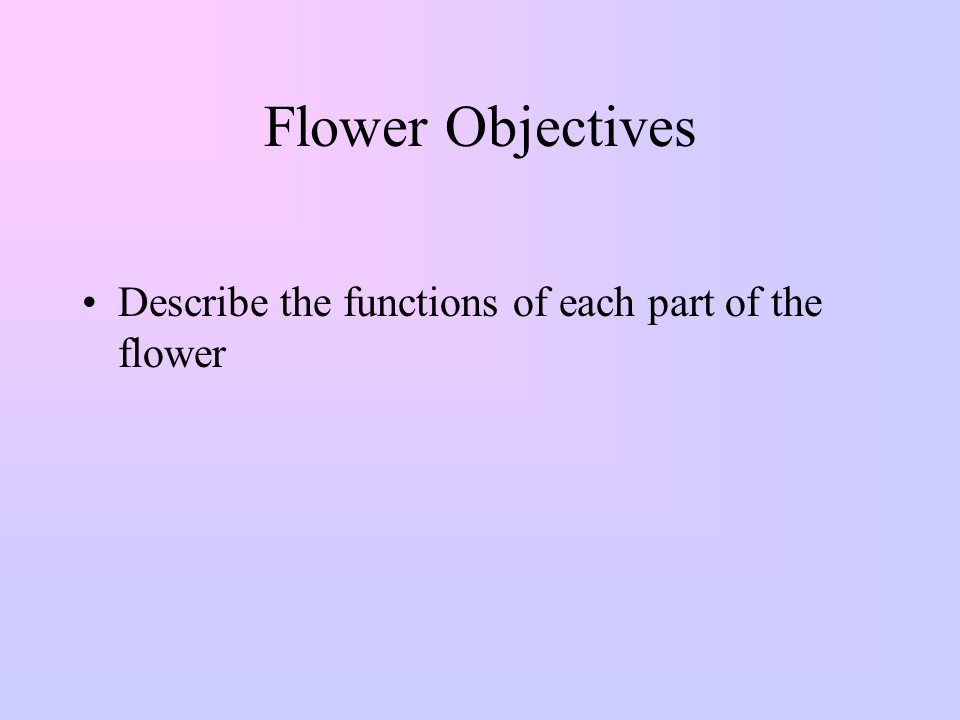 Flower Objectives
• Describe the functions of each part of the
flower